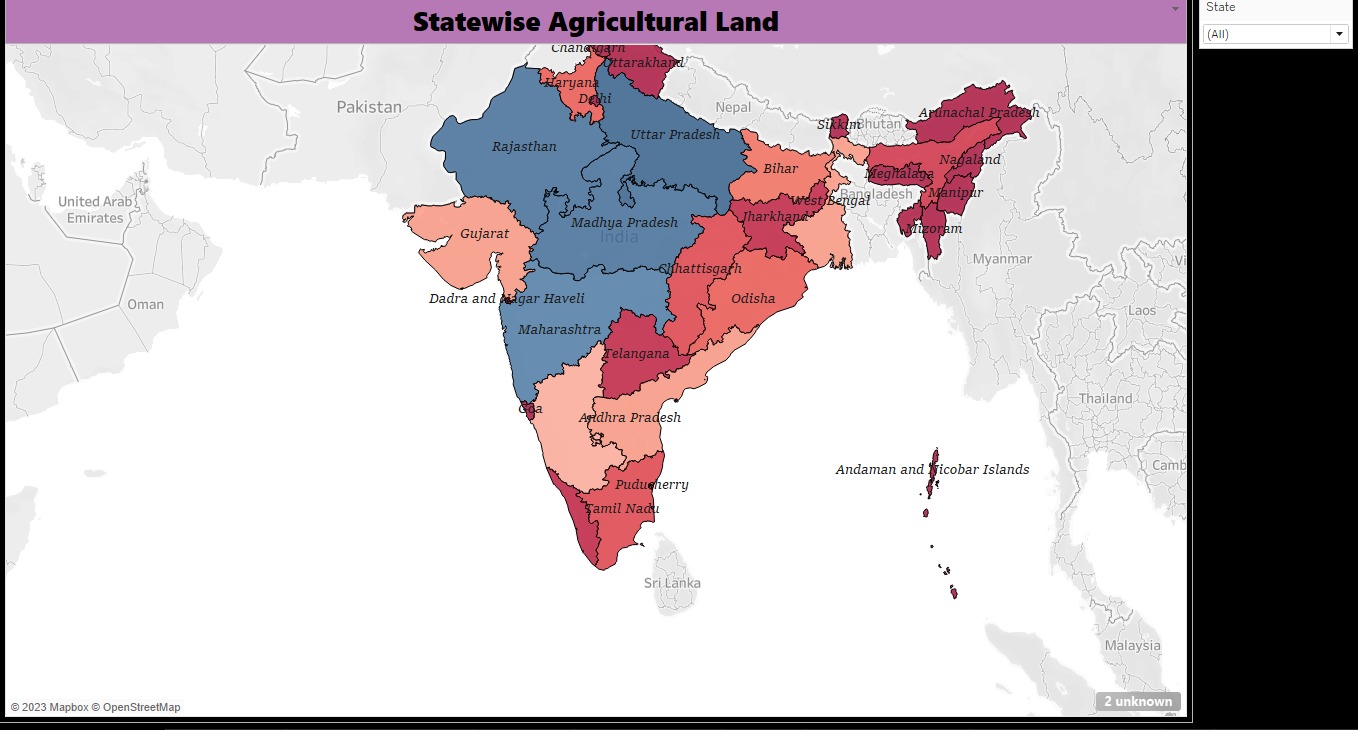 Statewise Agricultural Land
State
(All)
Chandigarh
Uttarakhand
Haryana
Delhi
Pakistan
Nepal
Uttar Pradesh
Sikkim
Bhutan
Arunachal Pradesh
Rajasthan
Bihar
Nagaland
Meghalaya
Bangladesh
Manipur
United Arab
Emirates
West Bengal
Jharkhand
Madhya Pradesh
India
Gujarat
Mizoram
Myanmar
Vi
Chhattisgarh
Dadra and Nagar Haveli
Odisha
Oman
Laos
Maharashtra
Telangana
Thailand
Goa
Andhra Pradesh
Andaman and Nicobar Islands
Camb
Puducherry
Tamil Nadu
Sri Lanka
Malaysia
© 2023 Mapbox © OpenStreetMap
2 unknown